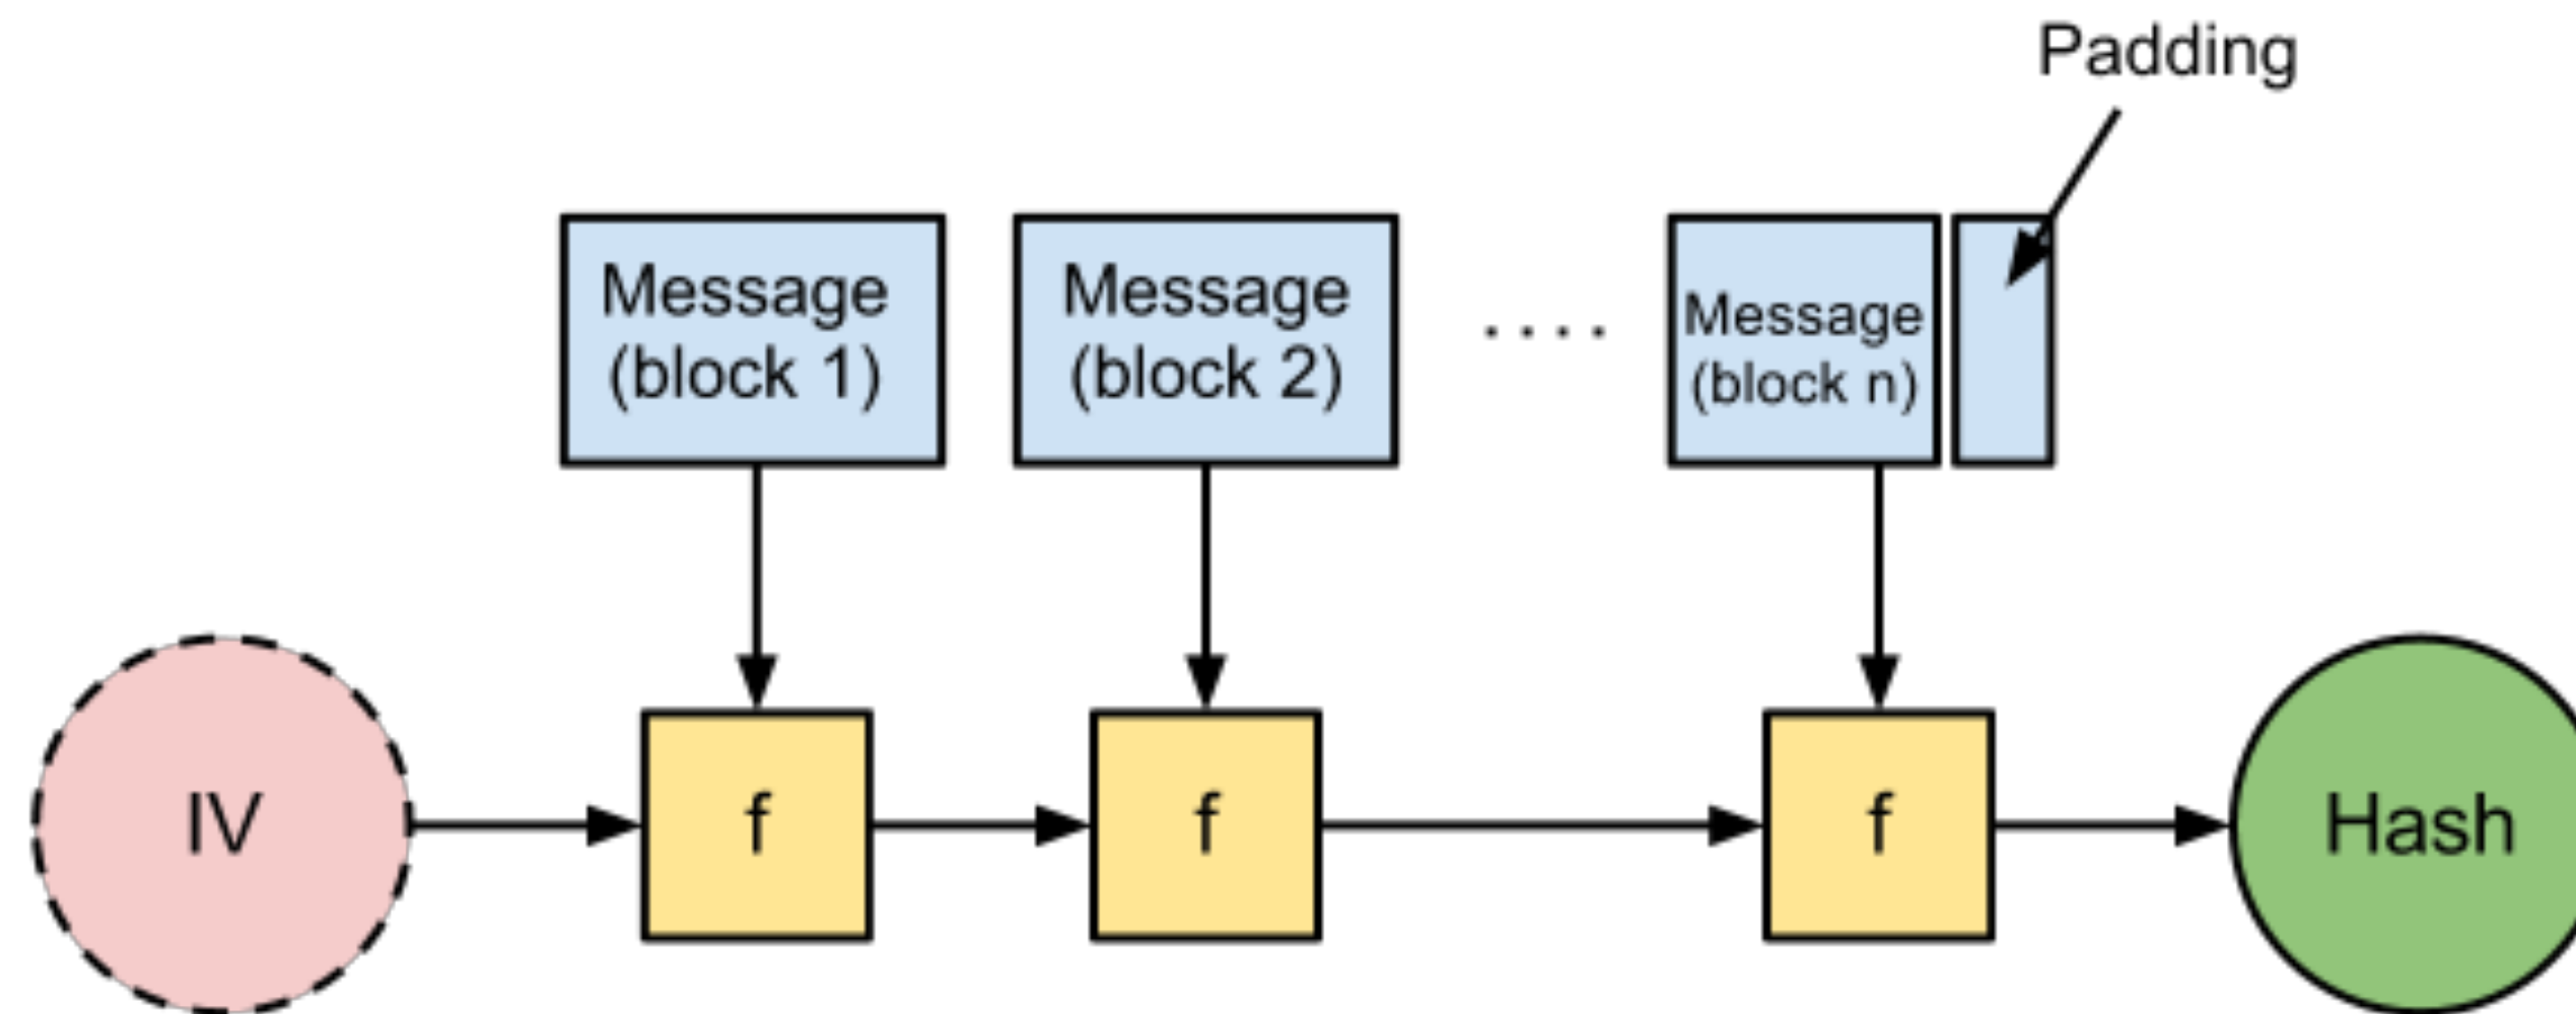 Padding
Message
(block 1)
Message
(block 2)
....
Message
(block n)
IV
f
f
f
Hash